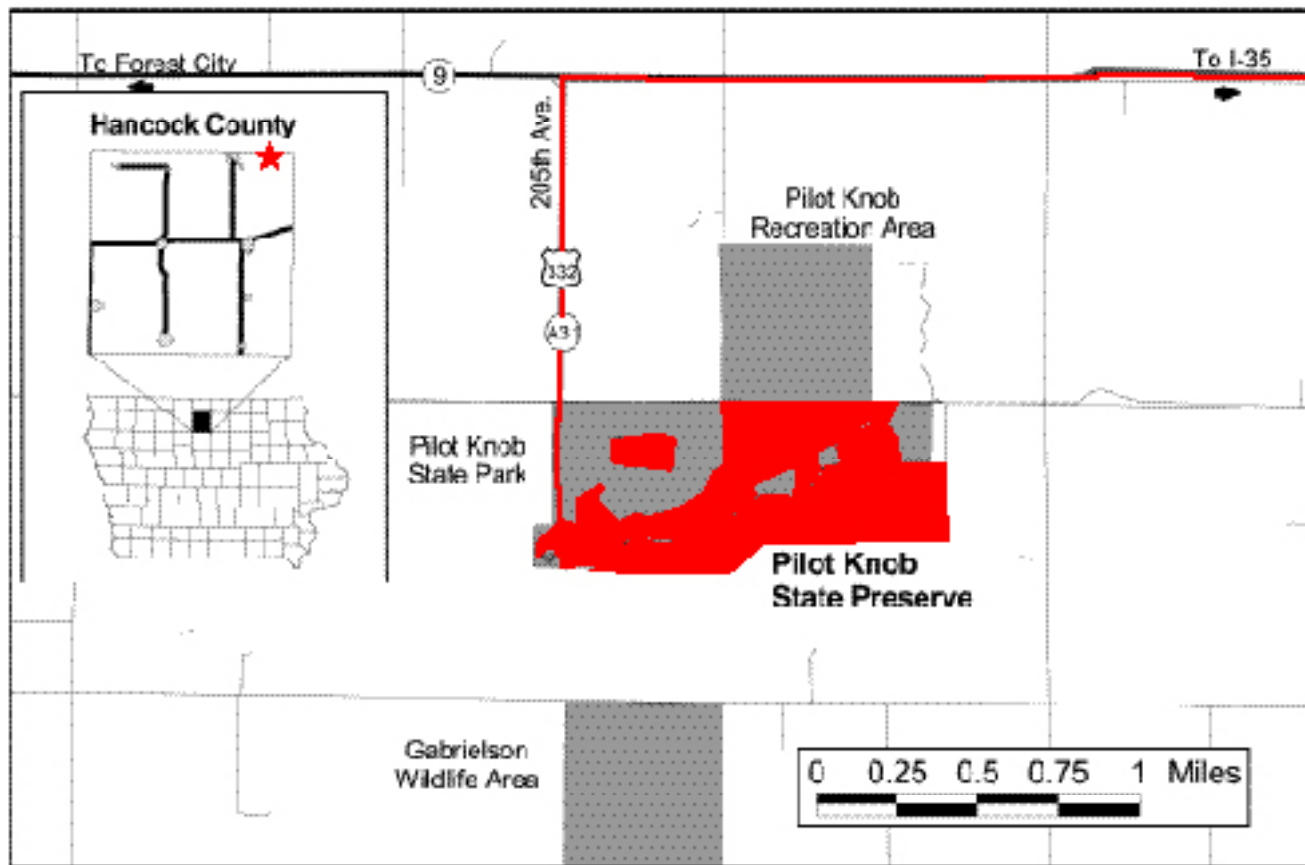 To Forest City
9
To I-35
Hancock County
205th Ave.
Pilot Knob
Recreation Area
332
A31
Pilot Knob
State Park
Pilot Knob
State Preserve
Gabrielson
Wildlife Area
0 0.25 0.5 0.75 1 Miles